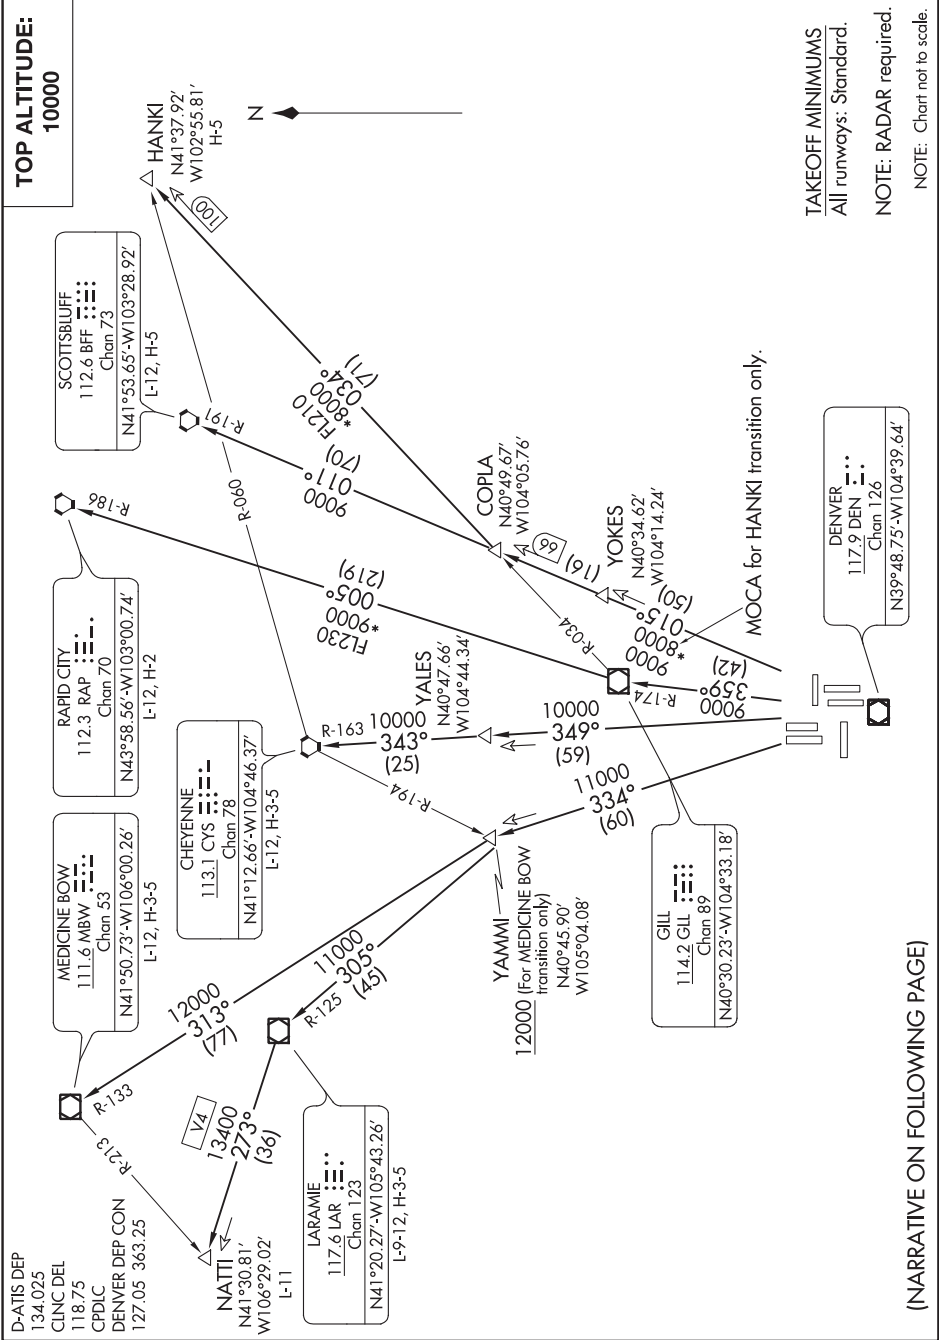 TOP ALTITUDE:
10000
D-ATIS DEP
134.025
CLNC DEL
118.75
CPDLC
DENVER DEP CON
127.05 363.25
MEDICINE BOW
111.6 MBW
Chan 53
N41°50.73'-W106°00.26'
L-12, H-3-5
RAPID CITY
112.3 RAP
Chan 70
N43°58.56'-W103°00.74'
L-12, H-2
SCOTTSBLUFF
112.6 BFF
Chan 73
N41°53.65'-W103°28.92'
L-12, H-5
HANKI
N41°37.92'
W102°55.81'
H-5
N
CHEYENNE
113.1 CYS
Chan 78
N41°12.66'-W104°46.37'
L-12, H-3-5
R-133
R-213
R-186
R-191
R-060
100
12000
313°
(77)
V4
13400
273°
(36)
NATTI
N41°30.81'
W106°29.02'
L-11
LARAMIE
117.6 LAR
Chan 123
N41°20.27'-W105°43.26'
L-9-12, H-3-5
R-125
11000
305°
(45)
R-163
R-194
10000
343°
(25)
YALES
N40°47.66'
W104°44.34'
FL230
*9000
005°
(219)
9000
011°
(70)
FL210
*8000
034°
(71)
COPLA
N40°49.67'
W104°05.76'
66
(16)
YOKES
N40°34.62'
W104°14.24'
R-034
YAMMI
12000 (For MEDICINE BOW
transition only)
N40°45.90'
W105°04.08'
11000
334°
(60)
10000
349°
(59)
R-174
9000
359°
(42)
9000
*8000
015°
(50)
MOCA for HANKI transition only.
GILL
114.2 GLL
Chan 89
N40°30.23'-W104°33.18'
DENVER
117.9 DEN
Chan 126
N39°48.75'-W104°39.64'
TAKEOFF MINIMUMS
All runways: Standard.
NOTE: RADAR required.
NOTE: Chart not to scale.
(NARRATIVE ON FOLLOWING PAGE)